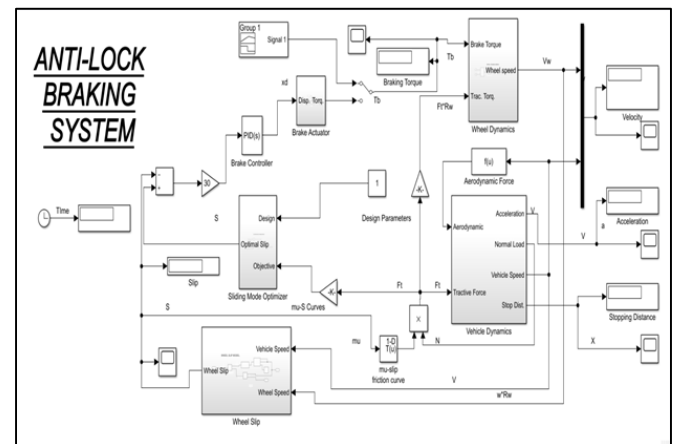 ANTI-LOCK
BRAKING
SYSTEM
Group 1
Signal 1
Braking Torque
Tb
Brake Torque
Wheel speed
Trac. Torq.
Wheel Dynamics
Vw
Velocity
xd
Disp. Torq.
Brake Actuator
Tb
Ft*Rw
PID(s)
Brake Controller
30
-K-
f(u)
Aerodynamic Force
1
Design Parameters
Time
S
Design
Optimal Slip
Objective
Sliding Mode Optimizer
Slip
-K-
mu-S Curves
Ft
Ft
Aerodynamic
Tractive Force
Acceleration
Normal Load
Vehicle Speed
Stop Dist.
Vehicle Dynamics
V
V
a
Acceleration
Stopping Distance
X
S
mu
1-D
T(u)
mu-slip
friction curve
X
N
Vehicle Speed
Wheel Slip
Wheel Speed
Wheel Slip
V
w*Rw